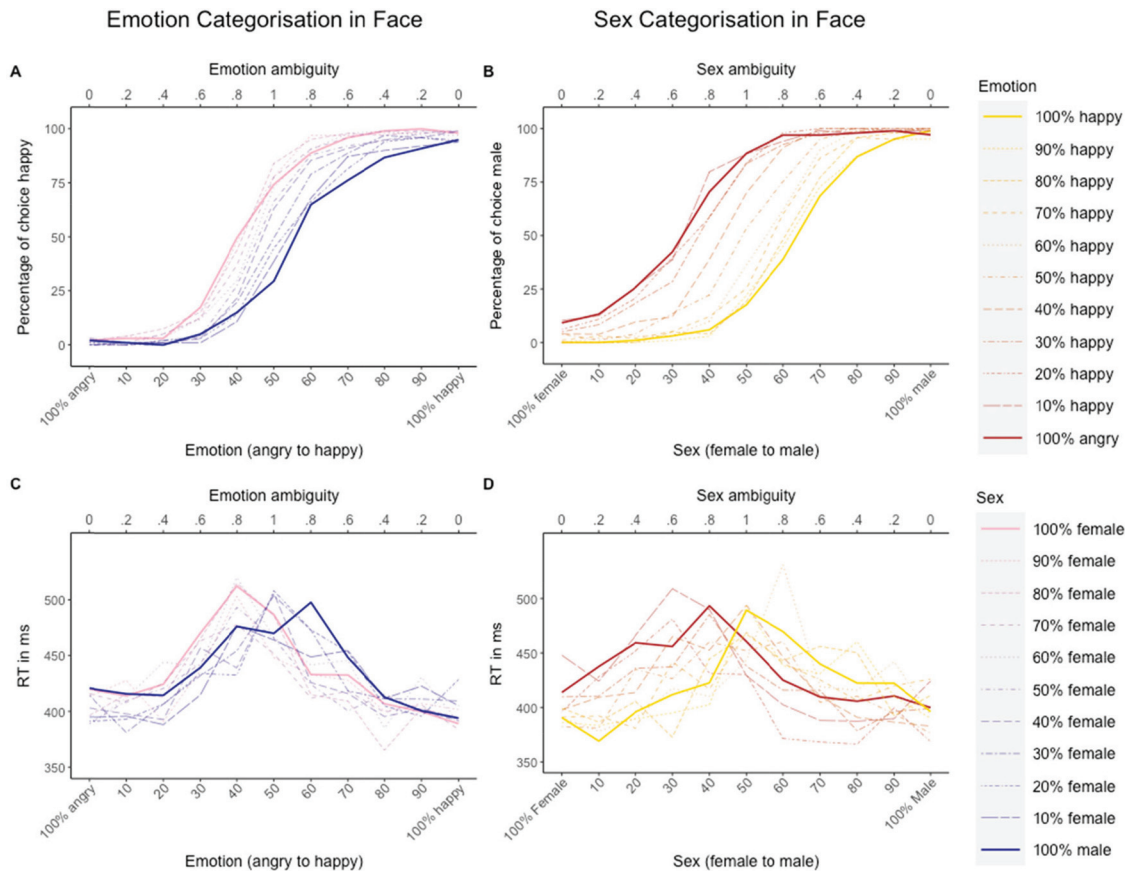 Emotion Categorisation in Face
Sex Categorisation in Face
A
Emotion ambiguity
0 .2 .4 .6 .8 1 .8 .6 .4 .2 0
Percentage of choice happy
100
75
50
25
0
100% angry 10 20 30 40 50 60 70 80 90 100% happy
Emotion (angry to happy)
B
Sex ambiguity
0 .2 .4 .6 .8 1 .8 .6 .4 .2 0
Percentage of choice male
100
75
50
25
0
100% female 10 20 30 40 50 60 70 80 90 100% male
Sex (female to male)
Emotion
100% happy
90% happy
80% happy
70% happy
60% happy
50% happy
40% happy
30% happy
20% happy
10% happy
100% angry
C
Emotion ambiguity
0 .2 .4 .6 .8 1 .8 .6 .4 .2 0
RT in ms
500
450
400
350
100% angry 10 20 30 40 50 60 70 80 90 100% happy
Emotion (angry to happy)
D
Sex ambiguity
0 .2 .4 .6 .8 1 .8 .6 .4 .2 0
RT in ms
500
450
400
350
100% Female 10 20 30 40 50 60 70 80 90 100% Male
Sex (female to male)
Sex
100% female
90% female
80% female
70% female
60% female
50% female
40% female
30% female
20% female
10% female
100% male